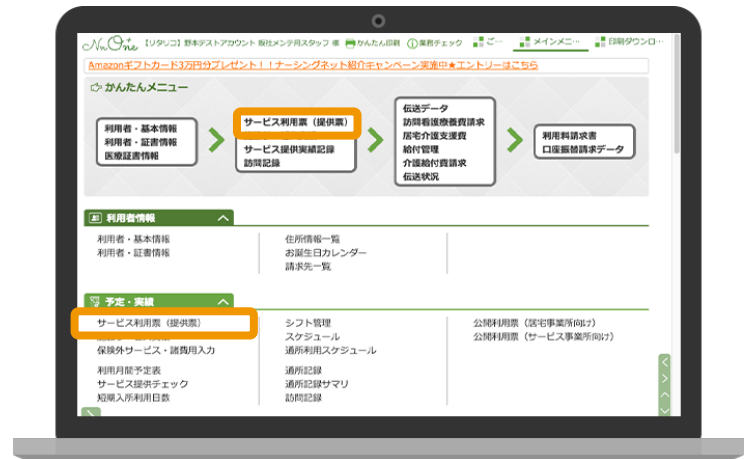 NuOne 【リタリコ】野本テストアカウント 販社メンテ用スタッフ 様 かんたん印刷 業務チェック ご… メインメニ… 印刷ダウンロ…
Amazonギフトカード3万円分プレゼント！！ナーシングネット紹介キャンペーン実施中★エントリーはこちら
かんたんメニュー
利用者・基本情報
利用者・証書情報
医療証書情報
サービス利用票（提供票）
サービス提供実績記録
訪問記録
伝送データ
訪問看護療養費請求
居宅介護支援費
給付管理
介護給付費請求
伝送状況
利用料請求書
口座振替請求データ
利用者情報
利用者・基本情報
利用者・証書情報
住所情報一覧
お誕生日カレンダー
請求先一覧
予定・実績
サービス利用票（提供票）
保険外サービス・諸費用入力
利用月間予定表
サービス提供チェック
短期入所利用日数
シフト管理
スケジュール
通所利用スケジュール
通所記録
通所記録サマリ
訪問記録
公開利用票（居宅事業所向け）
公開利用票（サービス事業所向け）